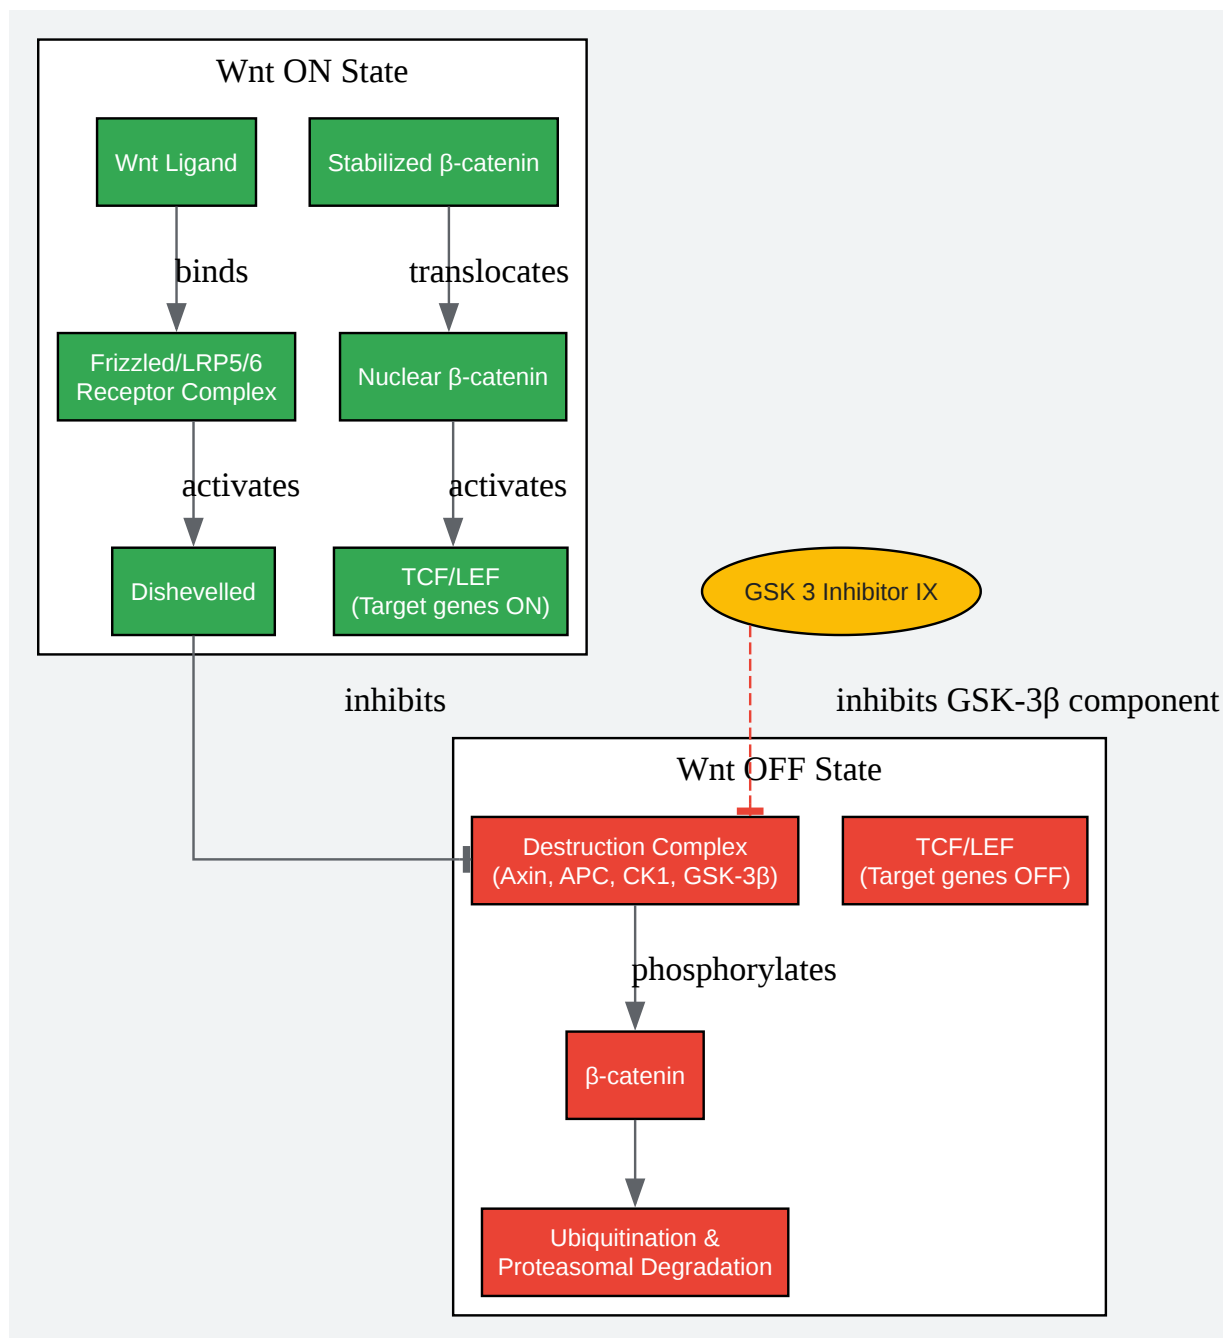 Wnt ON State
Wnt Ligand
Stabilized β-catenin
binds
translocates
Frizzled/LRP5/6
Receptor Complex
Nuclear β-catenin
activates
activates
Dishevelled
TCF/LEF
(Target genes ON)
GSK 3 Inhibitor IX
inhibits
inhibits GSK-3β component
Wnt OFF State
Destruction Complex
(Axin, APC, CK1, GSK-3β)
TCF/LEF
(Target genes OFF)
phosphorylates
β-catenin
Ubiquitination &
Proteasomal Degradation